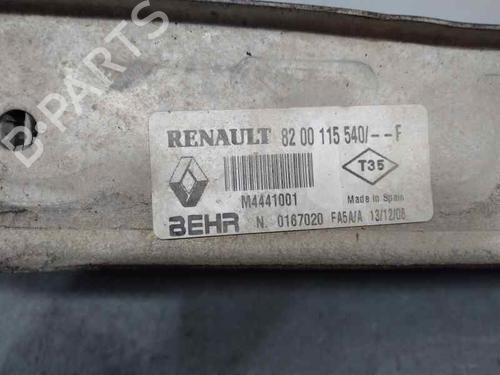 B-PARTS
RENAULT 82 00 115 540/--F
T35
M4441001
Made in Spain
BEHR N. 0167020 FA5A/A 13/12/06